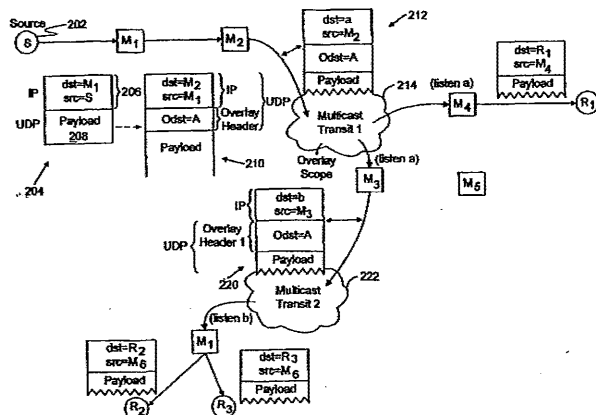 Source
202
S
M1
M2
dst=a
src=M2
Odst=A
Payload
212
IP
dst=M1
src=S
206
UDP
Payload
208
204
dst=M2
src=M1
IP
Odst=A
Overlay
Header
UDP
Payload
210
Multicast
Transit 1
214
Overlay
Scope
(listen a)
M4
dst=R1
src=M4
Payload
R1
(listen a)
M3
M5
IP
dst=b
src=M3
UDP
Overlay
Header 1
Odst=A
Payload
220
Multicast
Transit 2
222
(listen b)
M1
dst=R2
src=M6
Payload
R2
R3
dst=R3
src=M6
Payload